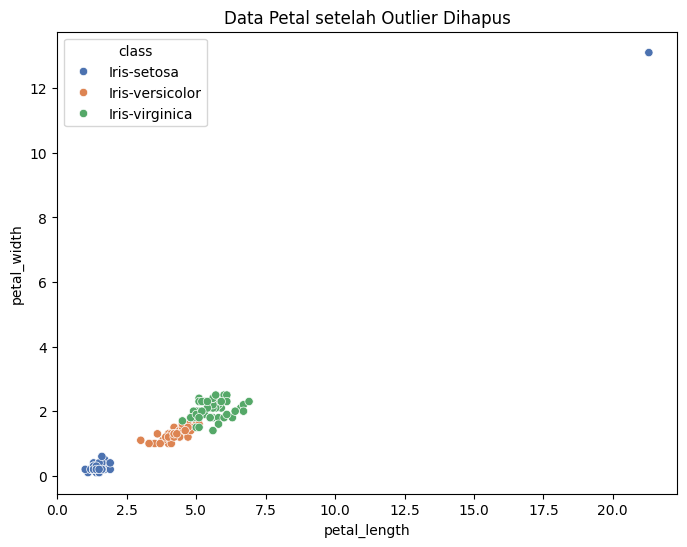 Data Petal setelah Outlier Dihapus
class
Iris-setosa
Iris-versicolor
Iris-virginica
petal_width
12
10
8
6
4
2
0
0.0 2.5 5.0 7.5 10.0 12.5 15.0 17.5 20.0
petal_length